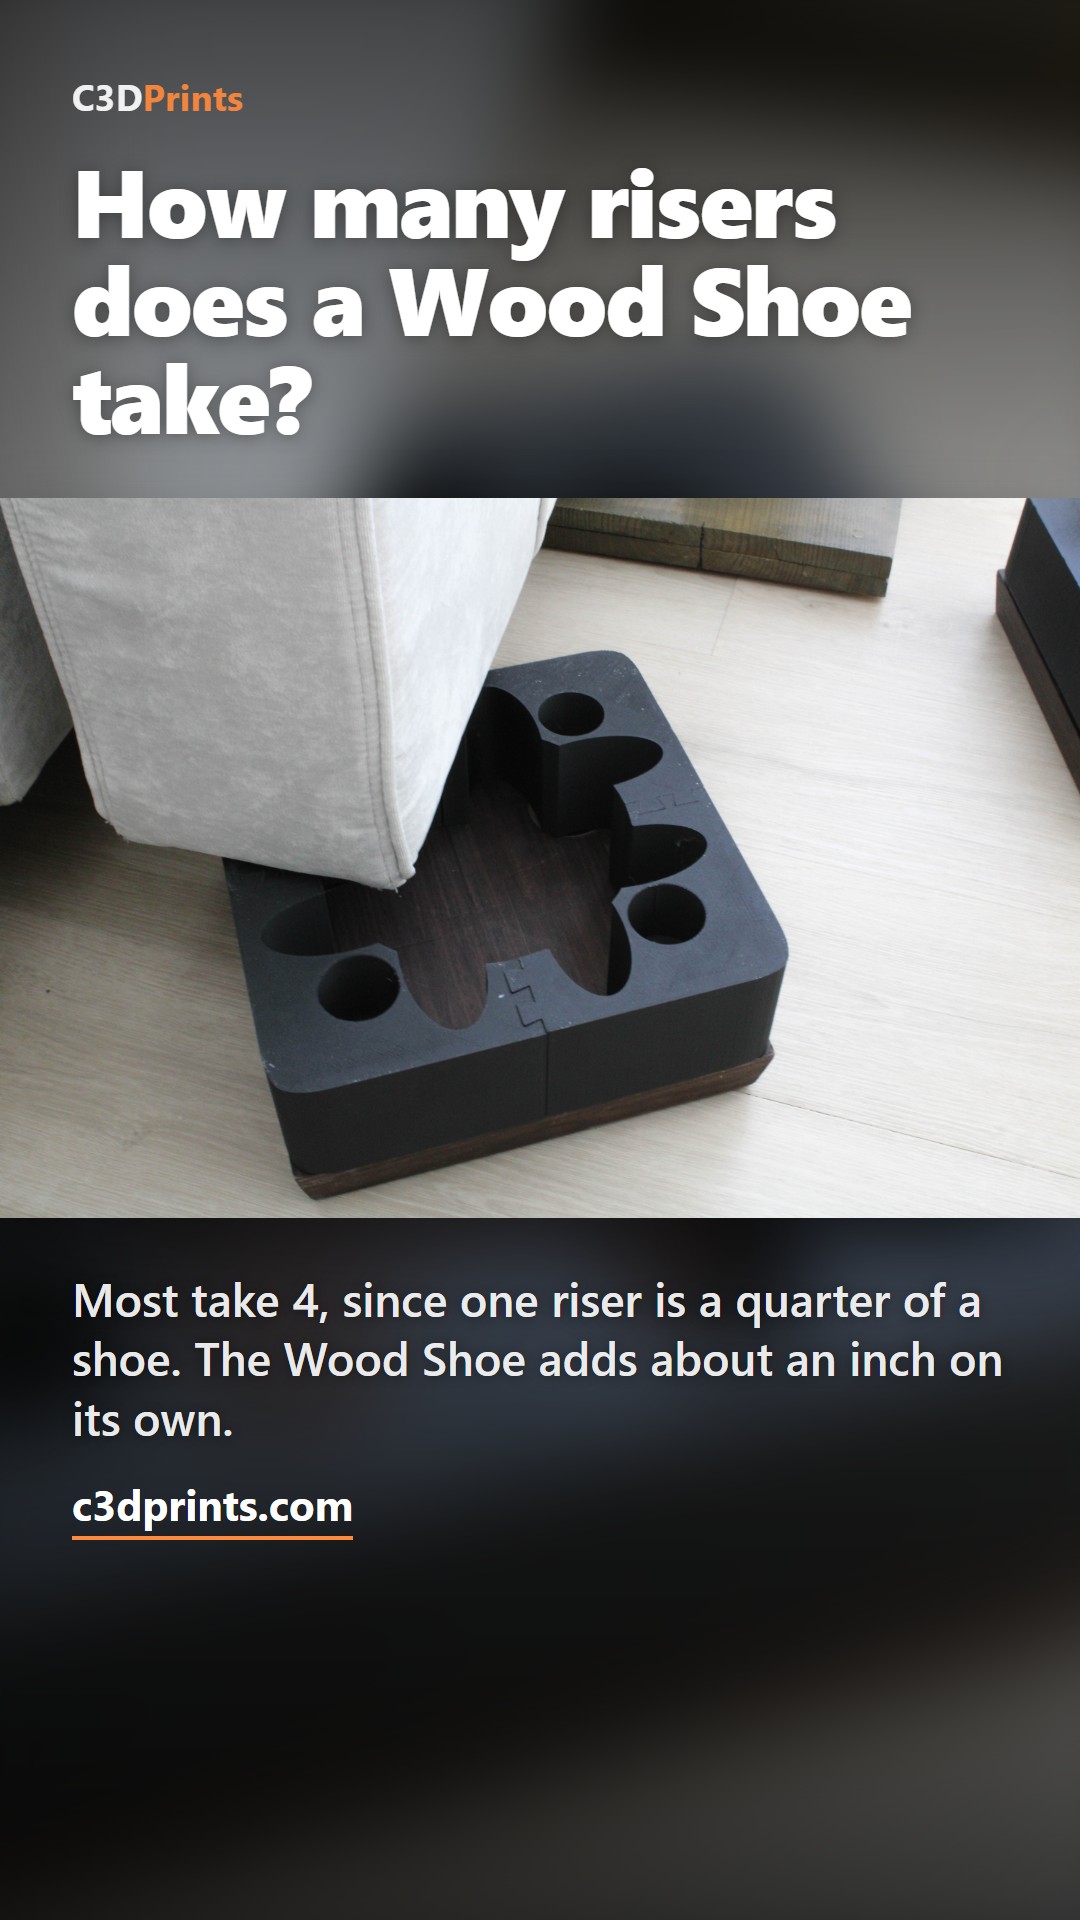 C3DPrints
How many risers
does a Wood Shoe
take?
Most take 4, since one riser is a quarter of a
shoe. The Wood Shoe adds about an inch on
its own.
c3dprints.com